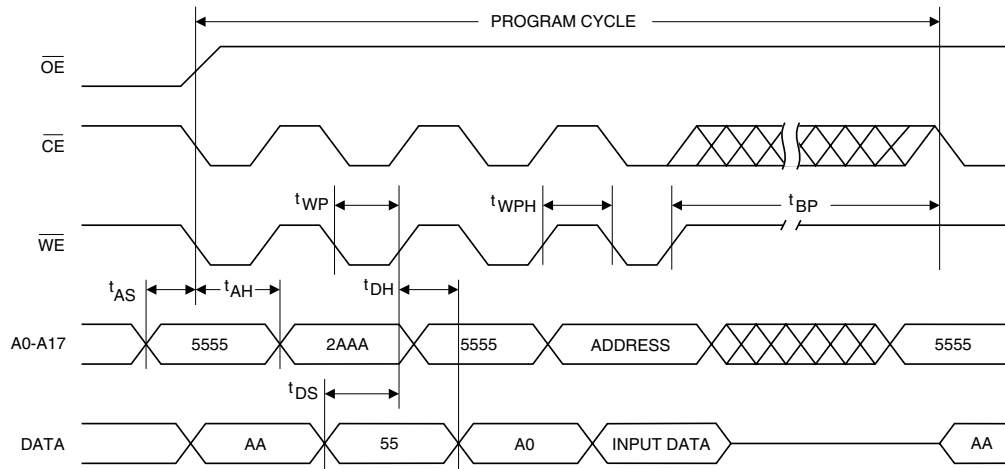 PROGRAM CYCLE
OE
CE
tWP
tWPH
tBP
WE
tAS
tAH
tDH
A0-A17
5555
2AAA
5555
ADDRESS
5555
tDS
DATA
AA
55
A0
INPUT DATA
AA